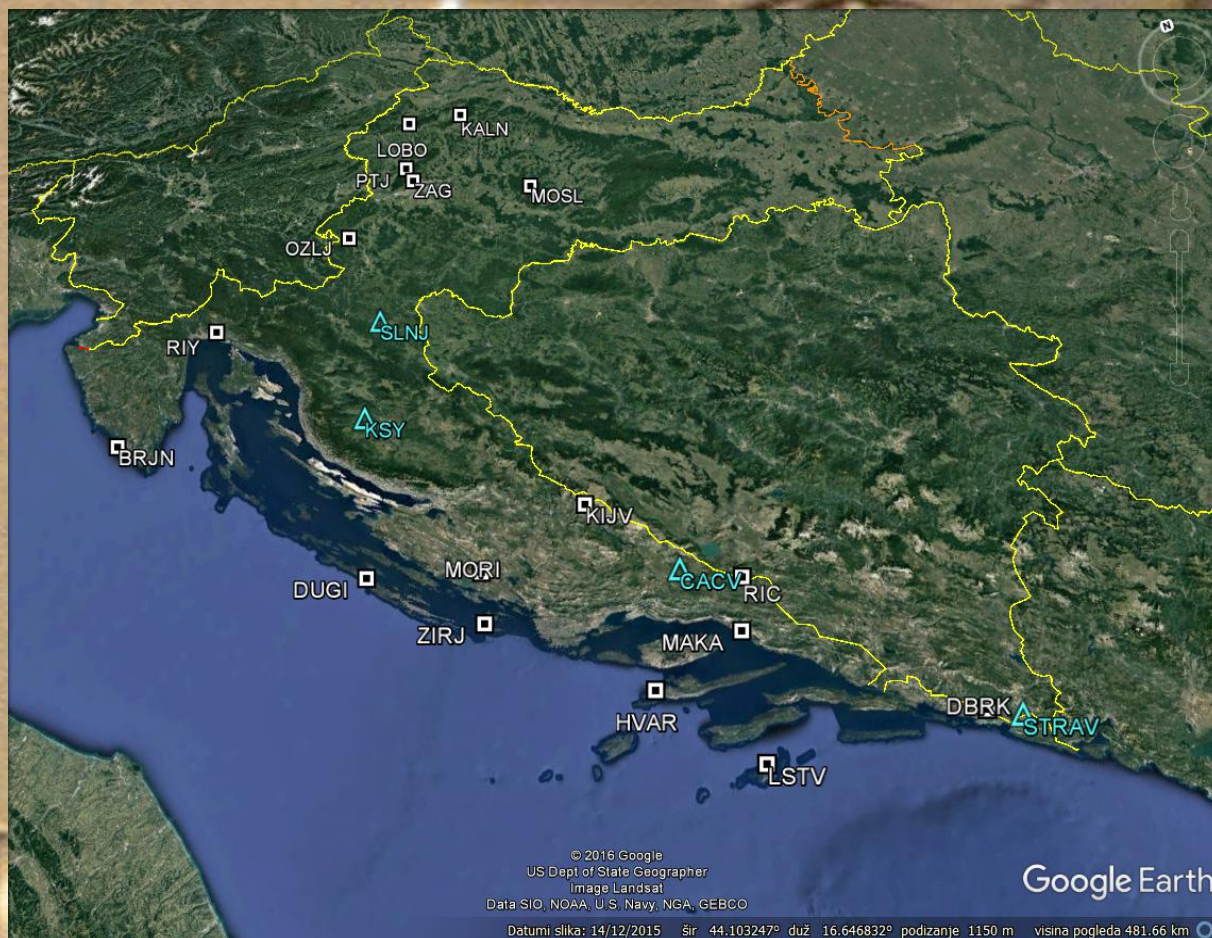 N
KALN
LOBO
PTJ
ZAG
MOSL
OZLJ
SLNJ
RIY
KSY
BRJN
KIJV
MORI
CACV
DUGI
RIC
ZIRJ
MAKA
HVAR
DBRK
STRAV
LSTV
© 2016 Google
US Dept of State Geographer
Image Landsat
Data SIO, NOAA, U.S. Navy, NGA, GEBCO
Google Earth
Datumi slika: 14/12/2015 šir 44.103247° duž 16.646832° podizanje 1150 m visina pogleda 481.66 km